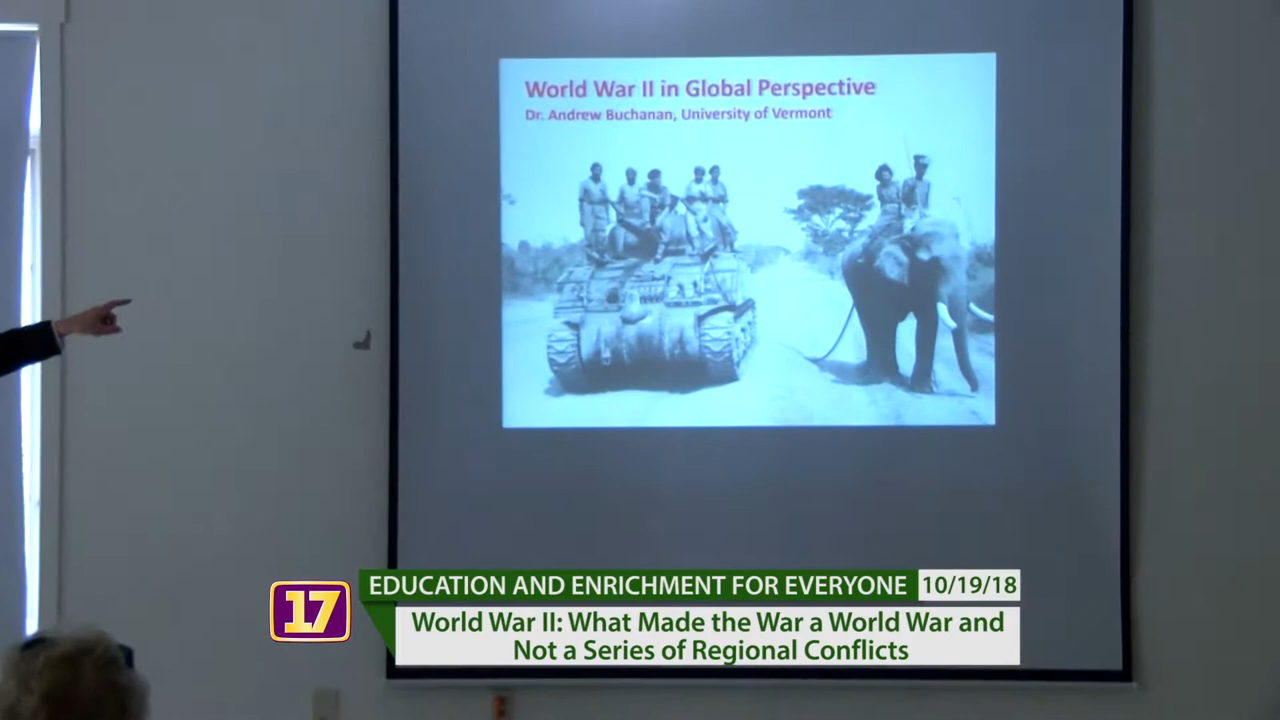 World War II in Global Perspective
Dr. Andrew Buchanan, University of Vermont
17
EDUCATION AND ENRICHMENT FOR EVERYONE 10/19/18
World War II: What Made the War a World War and
Not a Series of Regional Conflicts